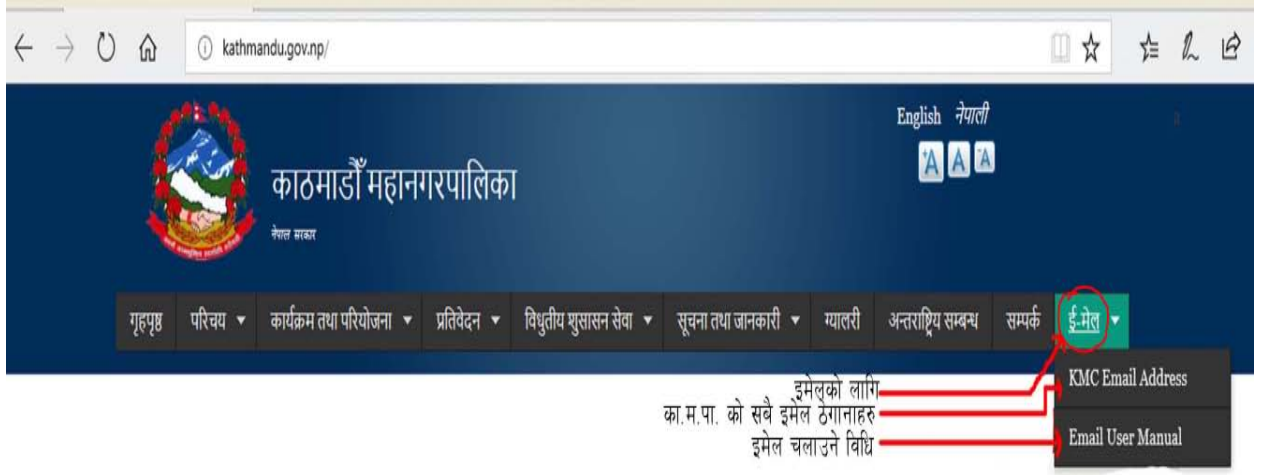 kathmandu.gov.np/
English नेपाली
A A A
काठमाडौँ महानगरपालिका
नेपाल सरकार
गृहपृष्ठ परिचय कार्यक्रम तथा परियोजना प्रतिवेदन विधुतीय शुसासन सेवा सूचना तथा जानकारी ग्यालरी अन्तराष्ट्रिय सम्बन्ध सम्पर्क ई-मेल
इमेलको लागि
KMC Email Address
का.म.पा. को सबै इमेल ठेगानाहरु
इमेल चलाउने विधि
Email User Manual